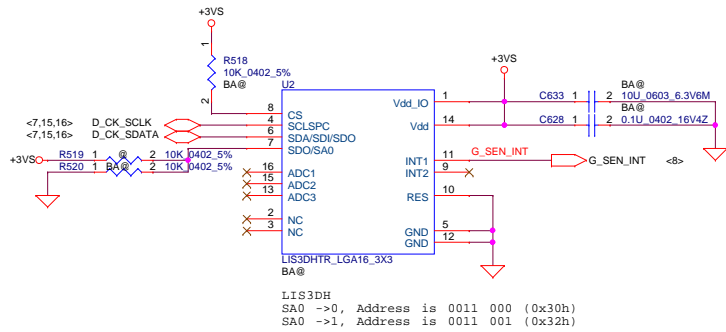 +3VS
1
R518
10K_0402_5%
BA@
2
U2
+3VS
8
CS
Vdd_IO
1
C633 1 2 10U_0603_6.3V6M
BA@
<7,15,16> D_CK_SCLK
4
SCLSPC
<7,15,16> D_CK_SDATA
6
SDA/SDI/SDO
Vdd
14
C628 1 2 0.1U_0402_16V4Z
BA@
7
SDO/SA0
+3VS
R519 1 @ 2 10K_0402_5%
R520 1 BA@ 2 10K_0402_5%
INT1
11
G_SEN_INT
G_SEN_INT <8>
INT2
9
16
ADC1
15
ADC2
13
ADC3
RES
10
2
NC
3
NC
GND
5
GND
12
LIS3DHTR_LGA16_3X3
BA@
LIS3DH
SA0 ->0, Address is 0011 000 (0x30h)
SA0 ->1, Address is 0011 001 (0x32h)